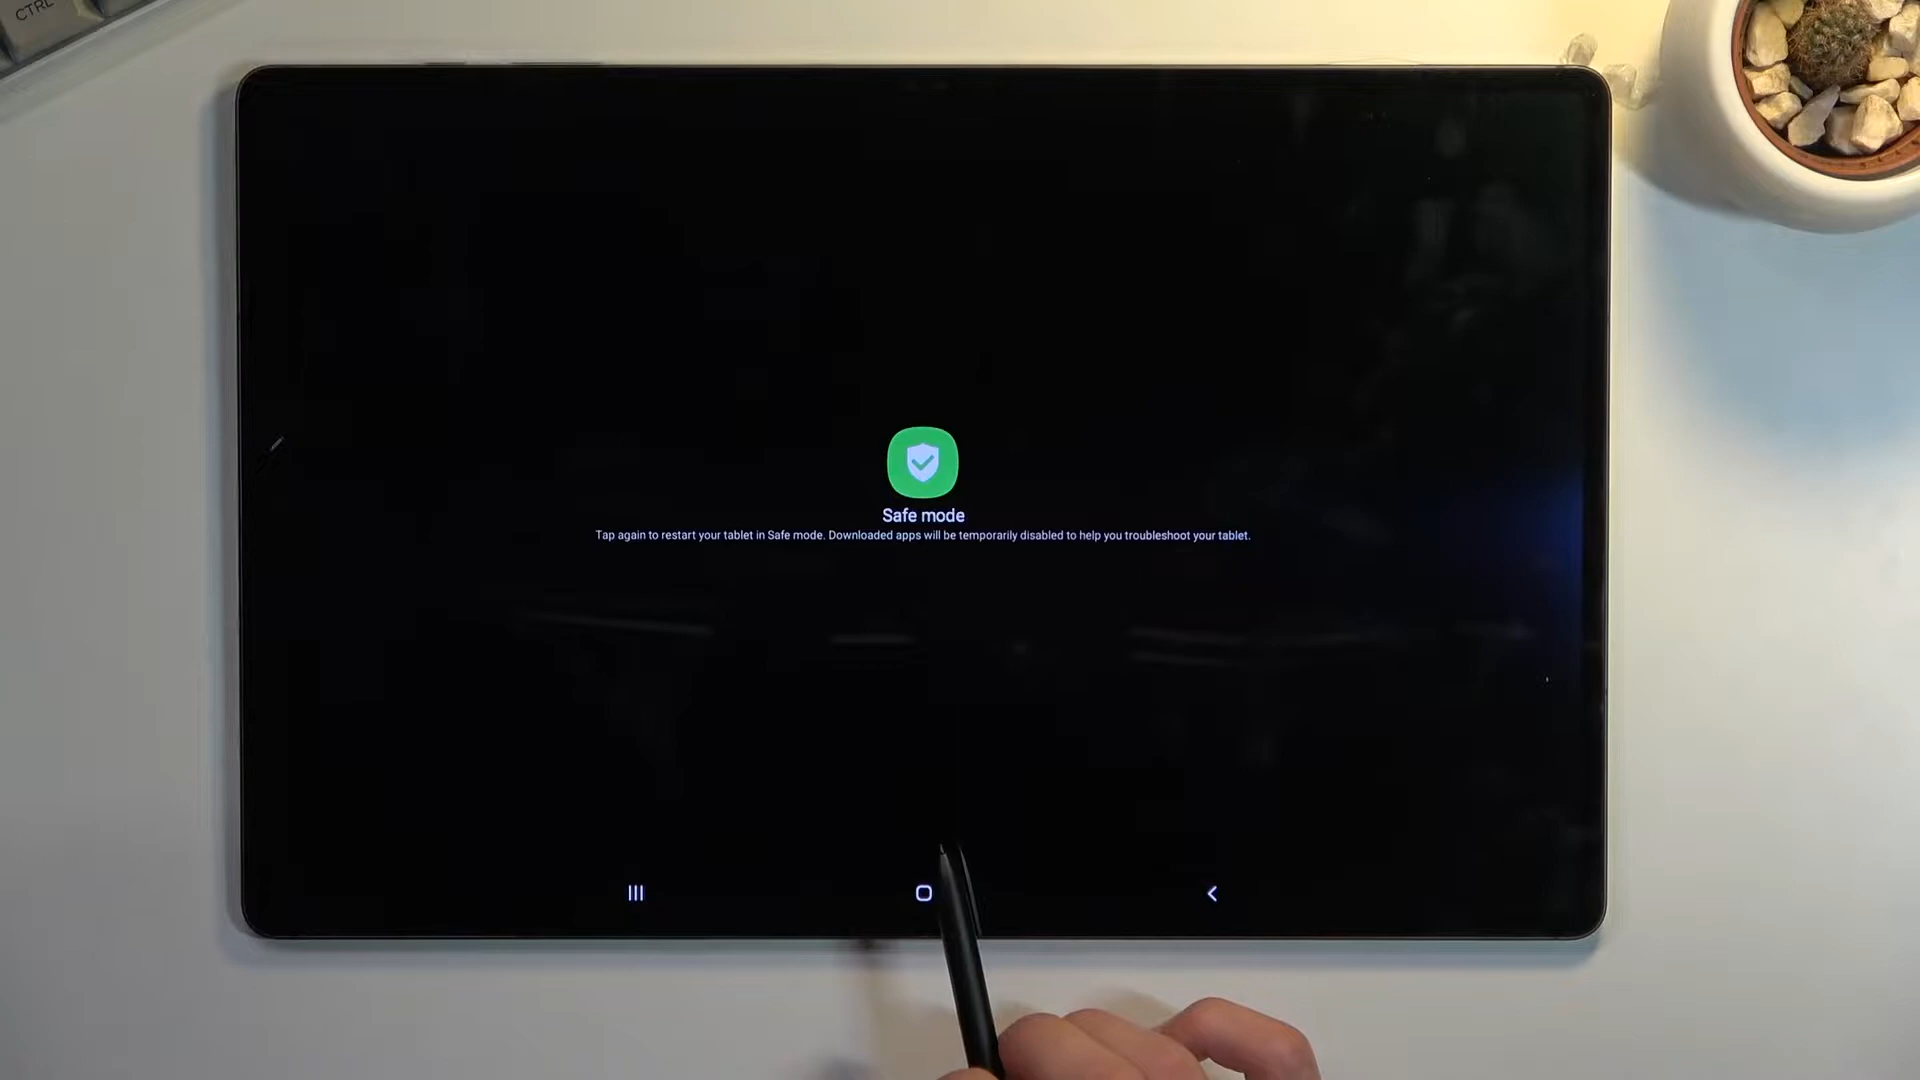 CTRL
Safe mode
Tap again to restart your tablet in Safe mode. Downloaded apps will be temporarily disabled to help you troubleshoot your tablet.